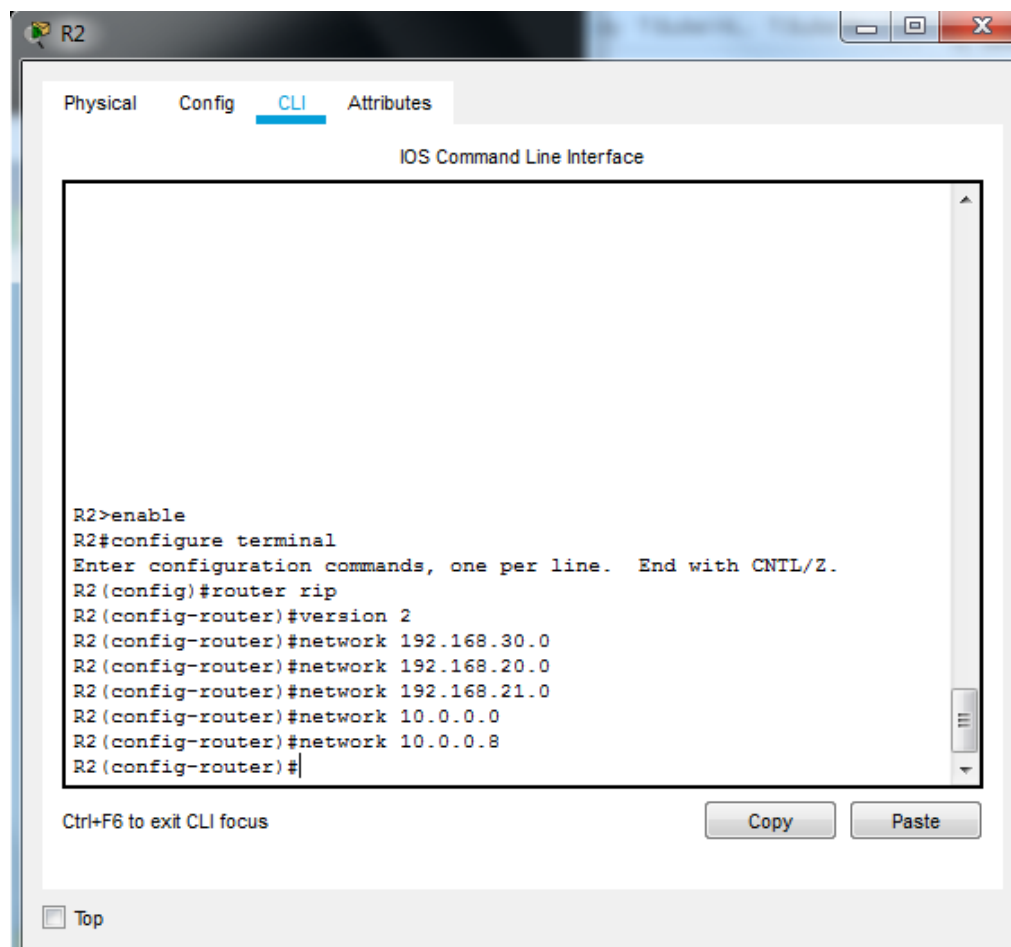 R2
Physical Config CLI Attributes
IOS Command Line Interface
R2>enable
R2#configure terminal
Enter configuration commands, one per line.  End with CNTL/Z.
R2(config)#router rip
R2(config-router)#version 2
R2(config-router)#network 192.168.30.0
R2(config-router)#network 192.168.20.0
R2(config-router)#network 192.168.21.0
R2(config-router)#network 10.0.0.0
R2(config-router)#network 10.0.0.8
R2(config-router)#
Ctrl+F6 to exit CLI focus
Copy Paste
Top